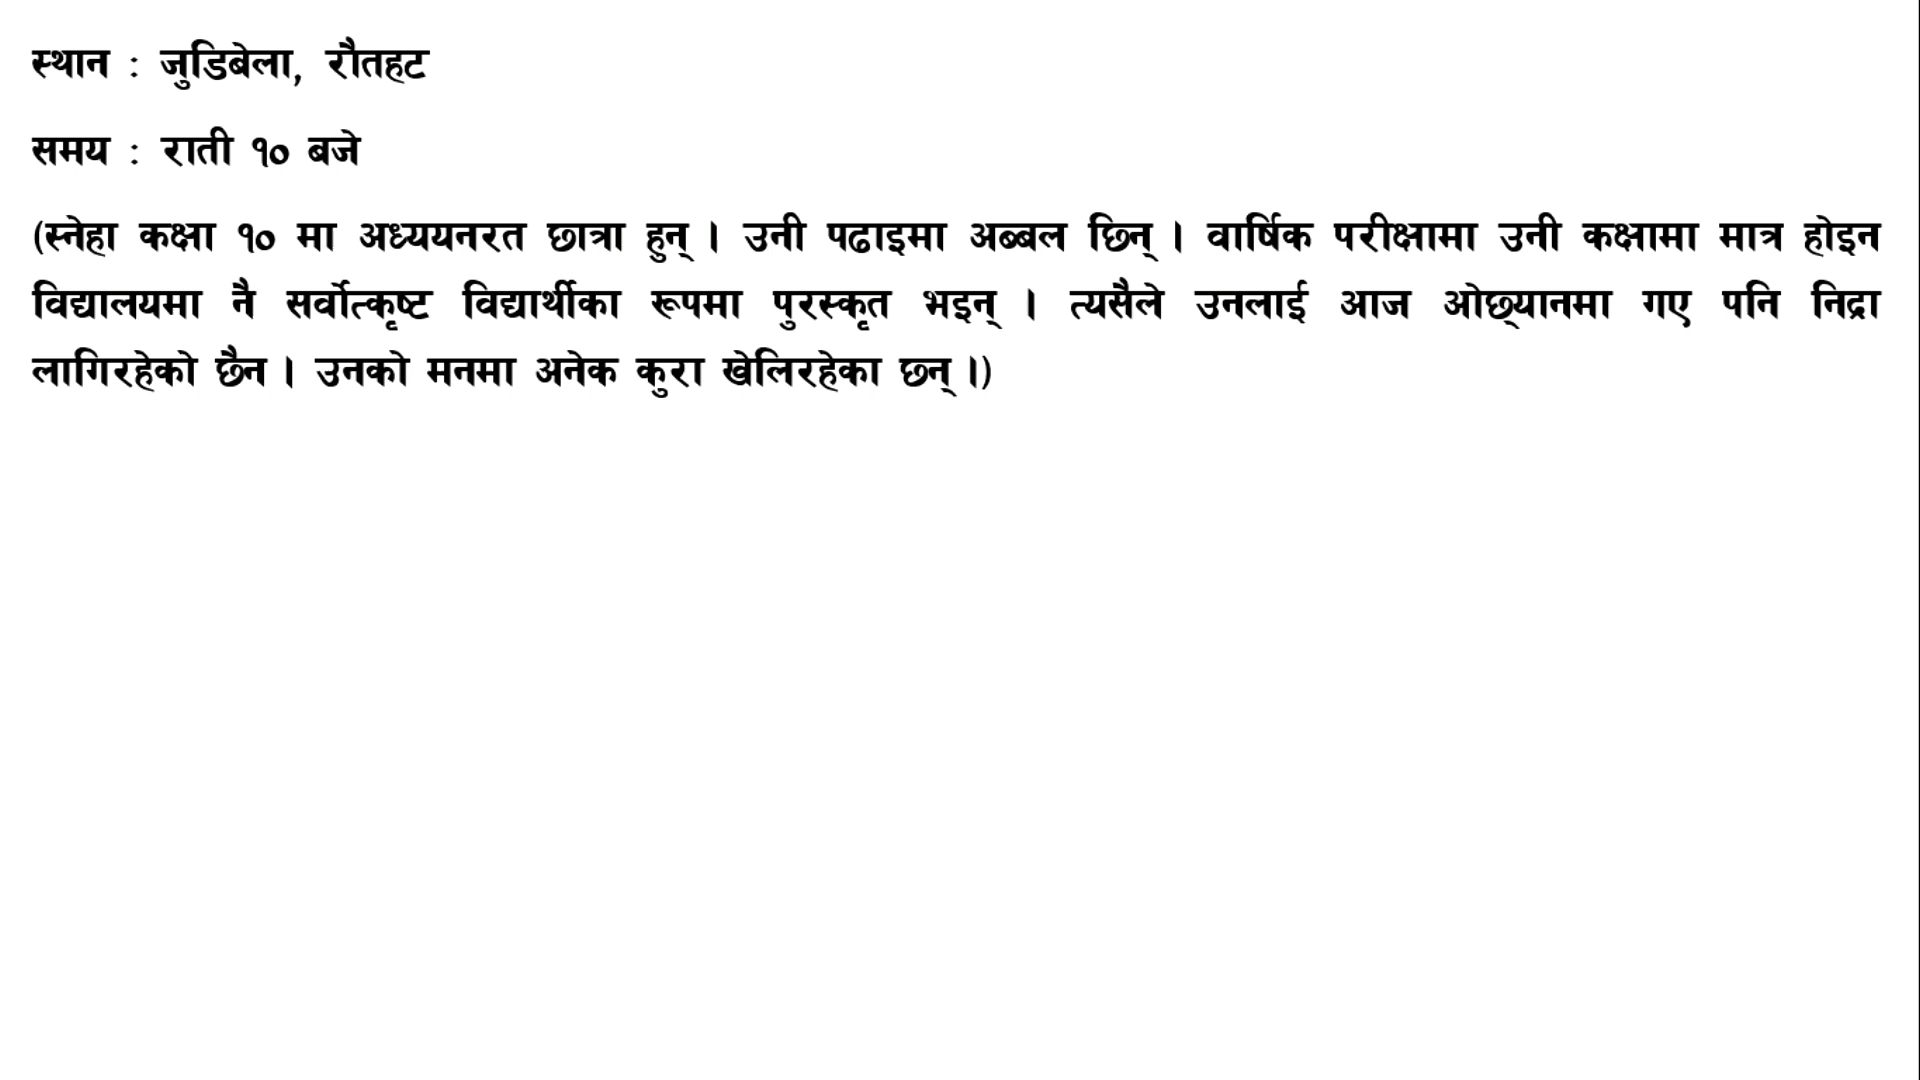 स्थान : जुडिबेला, रौतहट
समय : राती १० बजे
(स्नेहा कक्षा १० मा अध्ययनरत छात्रा हुन् । उनी पढाइमा अब्बल छिन् । वार्षिक परीक्षामा उनी कक्षामा मात्र होइन
विद्यालयमा नै सर्वोत्कृष्ट विद्यार्थीका रूपमा पुरस्कृत भइन् । त्यसैले उनलाई आज ओछ्यानमा गए पनि निद्रा
लागिरहेको छैन । उनको मनमा अनेक कुरा खेलिरहेका छन् ।)